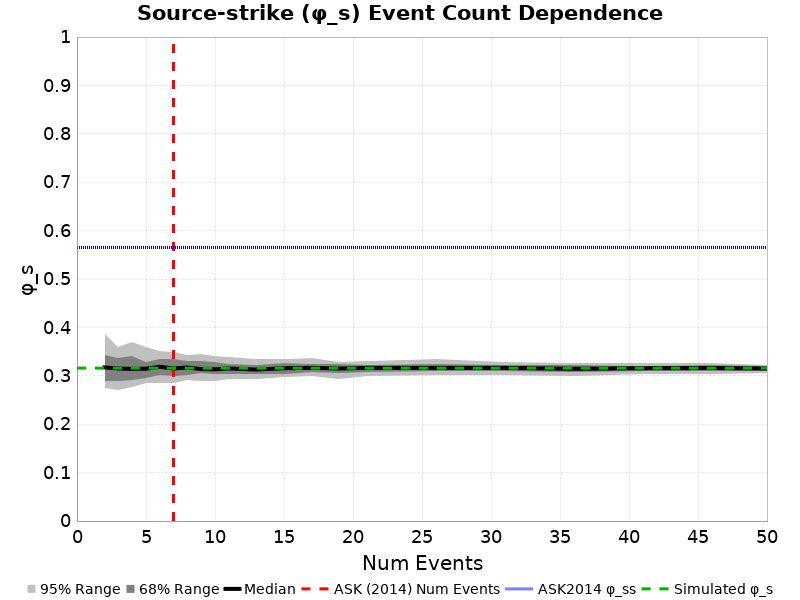 Source-strike (φ_s) Event Count Dependence
1
0.9
0.8
0.7
0.6
0.5
0.4
0.3
0.2
0.1
0
φ_s
0 5 10 15 20 25 30 35 40 45 50
Num Events
95% Range 68% Range Median ASK (2014) Num Events ASK2014 φ_ss Simulated φ_s